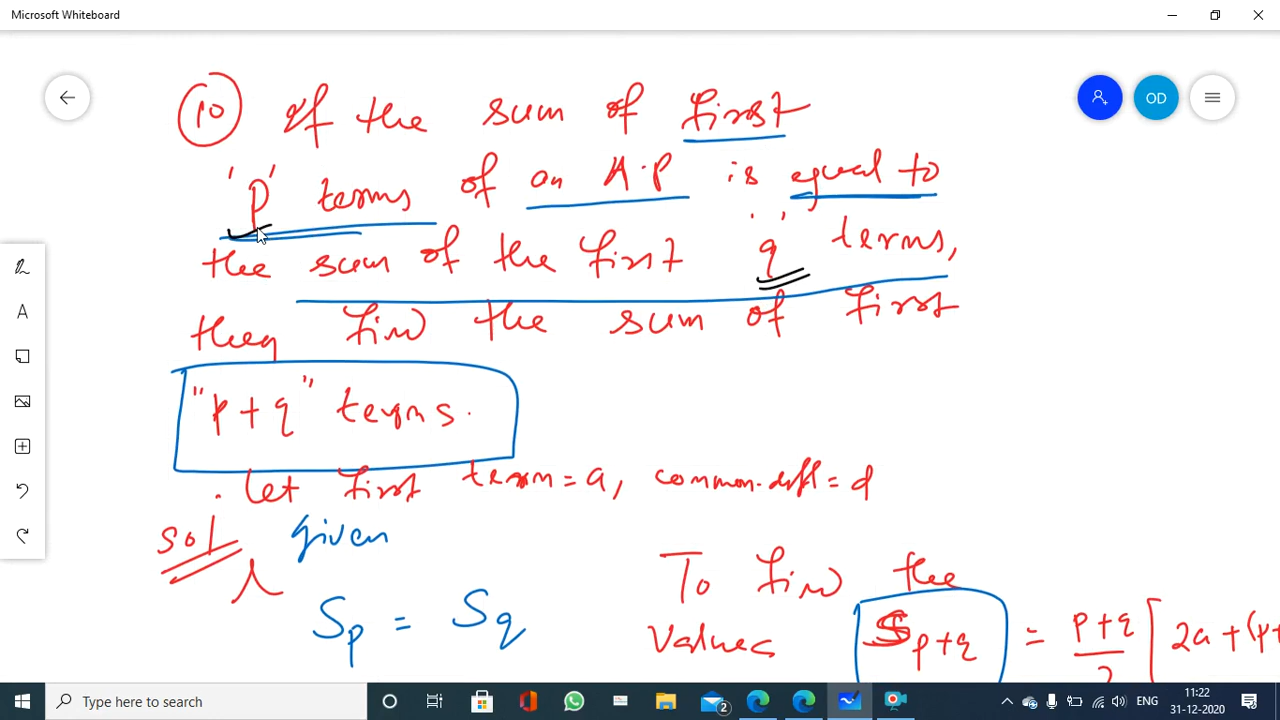 Microsoft Whiteboard
OD
10 If the sum of first
'p' terms of an A.P is equal to
the sum of the first 'q' terms,
then find the sum of first
"p+q" terms.
. let first term = a, common.diff = d
sol given
Sp = Sq
To find the
values Sp+q = p+q/2 [2a+(p+
A
Type here to search
2
ENG
11:22
31-12-2020